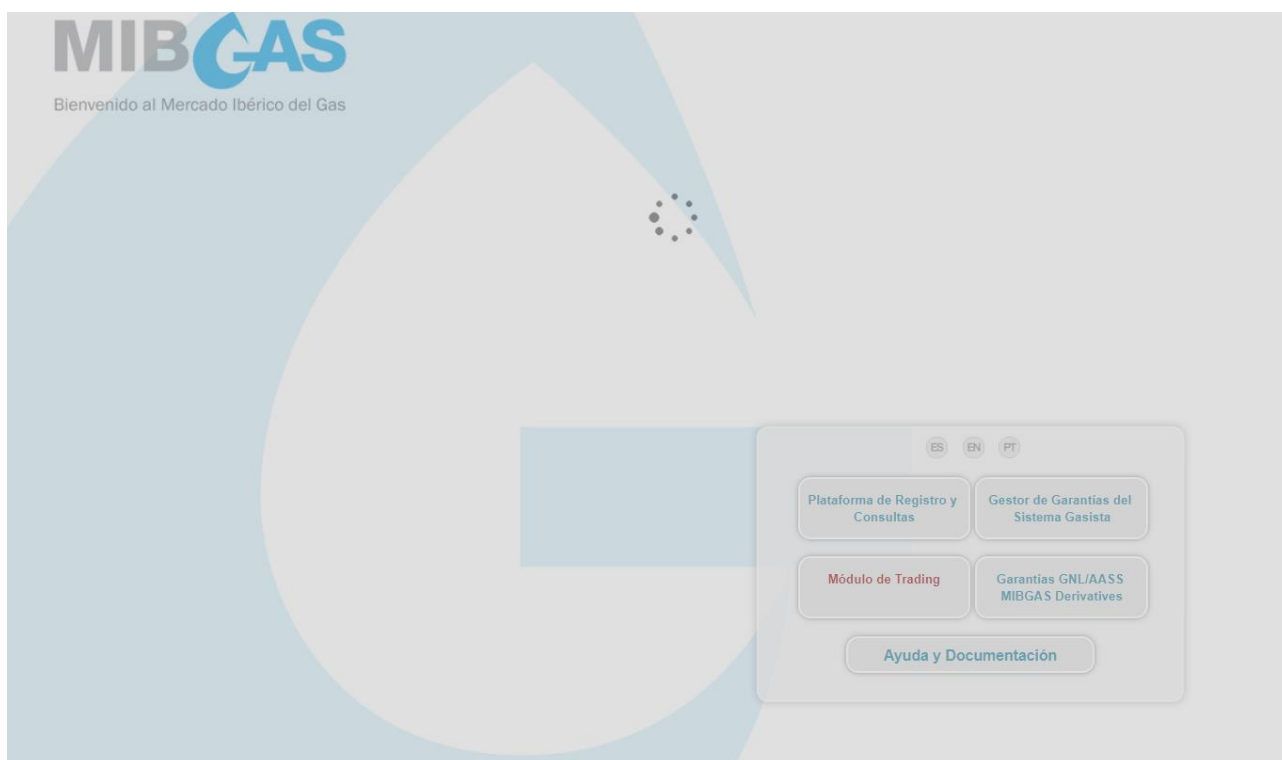 MIBGAS
Bienvenido al Mercado Ibérico del Gas
ES EN PT
Plataforma de Registro y
Consultas
Gestor de Garantías del
Sistema Gasista
Módulo de Trading
Garantías GNL/AASS
MIBGAS Derivatives
Ayuda y Documentación